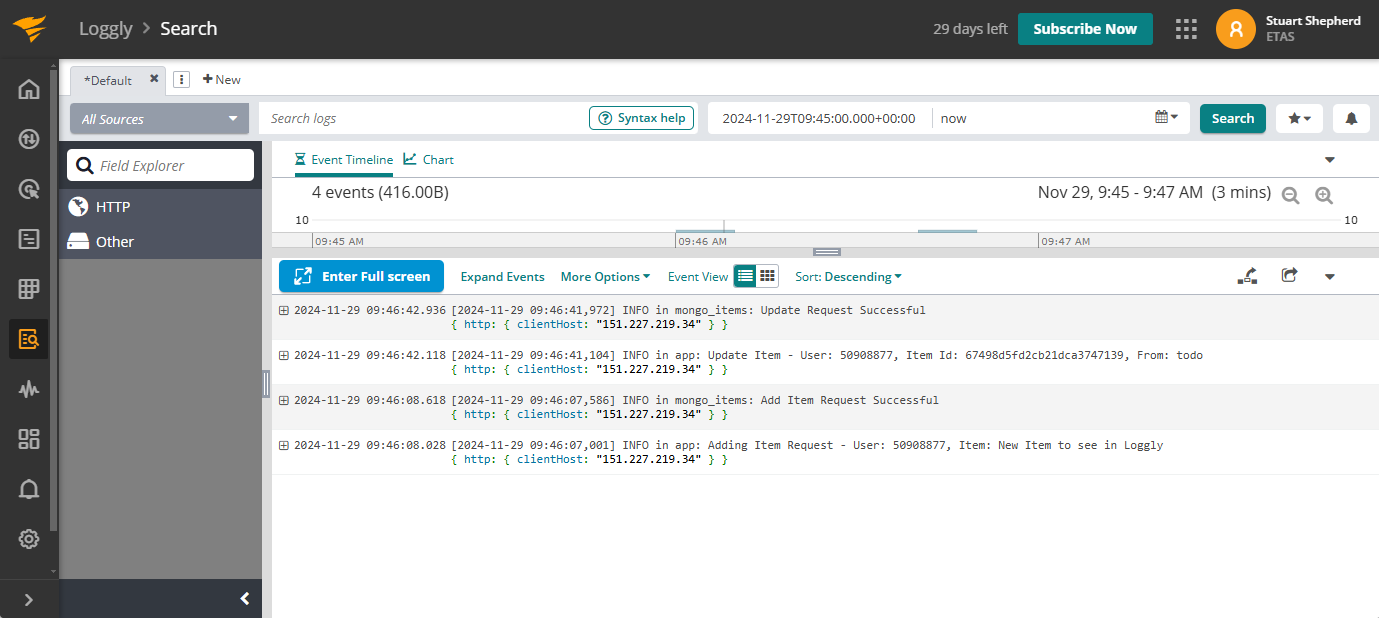 Loggly > Search
29 days left
Subscribe Now
Stuart Shepherd
ETAS
*Default
+ New
All Sources
Search logs
Syntax help
2024-11-29T09:45:00.000+00:00
now
Search
Field Explorer
HTTP
Other
Event Timeline
Chart
4 events (416.00B)
Nov 29, 9:45 - 9:47 AM (3 mins)
10
10
09:45 AM
09:46 AM
09:47 AM
Enter Full screen
Expand Events
More Options
Event View
Sort: Descending
2024-11-29 09:46:42.936 [2024-11-29 09:46:41,972] INFO in mongo_items: Update Request Successful
{ http: { clientHost: "151.227.219.34" } }
2024-11-29 09:46:42.118 [2024-11-29 09:46:41,104] INFO in app: Update Item - User: 50908877, Item Id: 67498d5fd2cb21dca3747139, From: todo
{ http: { clientHost: "151.227.219.34" } }
2024-11-29 09:46:08.618 [2024-11-29 09:46:07,586] INFO in mongo_items: Add Item Request Successful
{ http: { clientHost: "151.227.219.34" } }
2024-11-29 09:46:08.028 [2024-11-29 09:46:07,001] INFO in app: Adding Item Request - User: 50908877, Item: New Item to see in Loggly
{ http: { clientHost: "151.227.219.34" } }